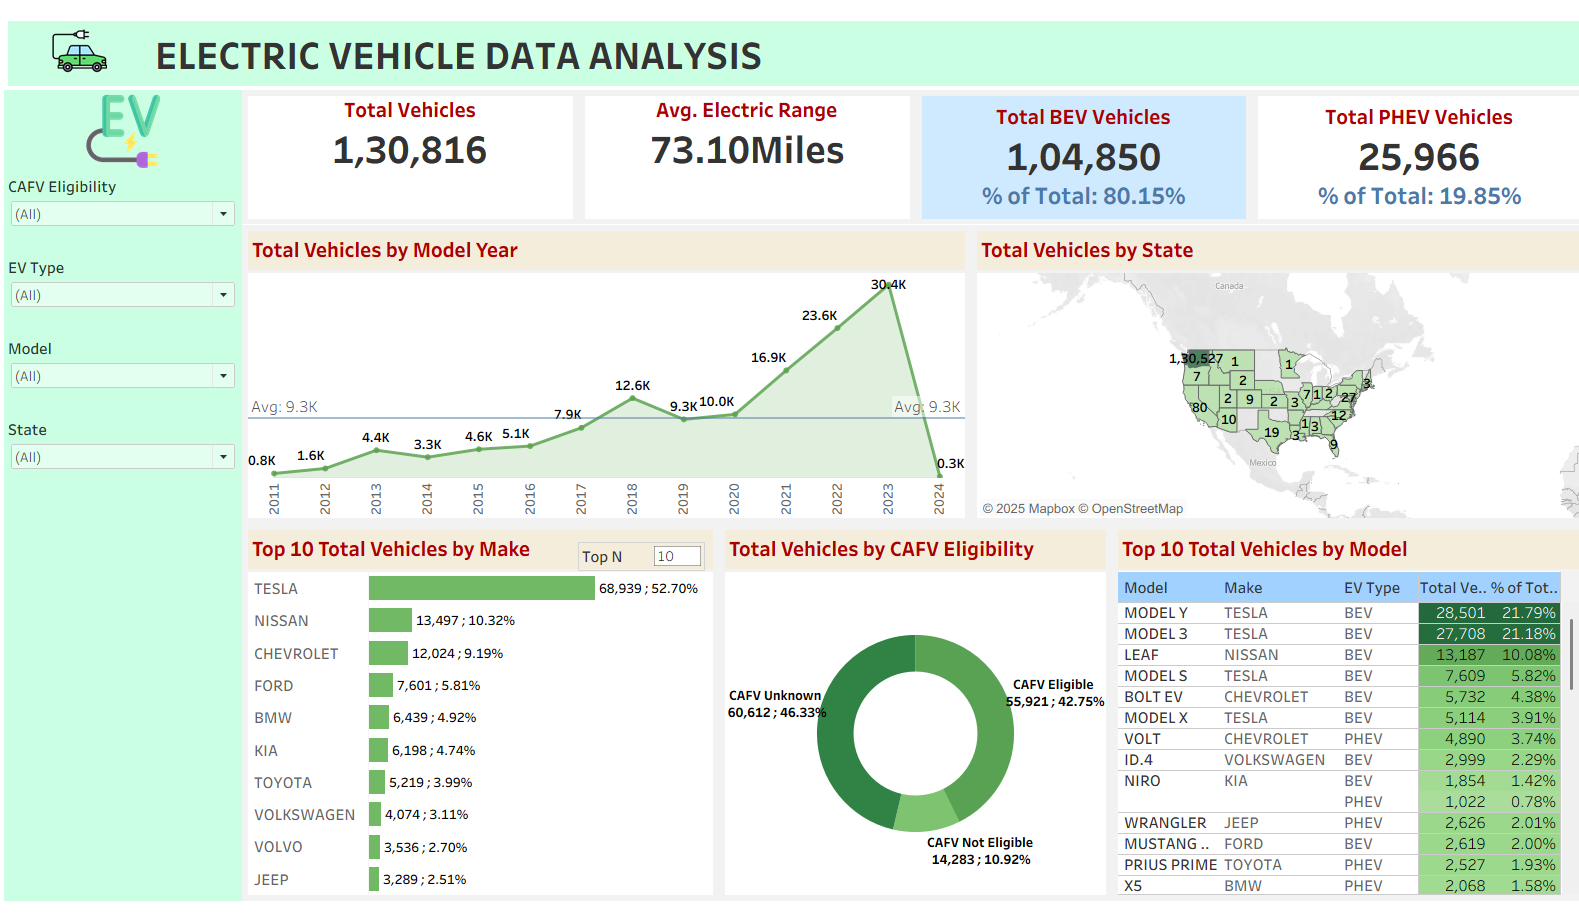 ELECTRIC VEHICLE DATA ANALYSIS
EV
CAFV Eligibility
(All)
EV Type
(All)
Model
(All)
State
(All)
Total Vehicles
1,30,816
Avg. Electric Range
73.10Miles
Total BEV Vehicles
1,04,850
% of Total: 80.15%
Total PHEV Vehicles
25,966
% of Total: 19.85%
Total Vehicles by Model Year
30.4K
23.6K
16.9K
12.6K
Avg: 9.3K
7.9K
9.3K
10.0K
Avg: 9.3K
0.8K
1.6K
4.4K
3.3K
4.6K
5.1K
0.3K
2011
2012
2013
2014
2015
2016
2017
2018
2019
2020
2021
2022
2023
2024
Total Vehicles by State
Canada
1,30,527
1
1
7
2
3
80
2
9
2
3
7
1
2
27
10
12
19
3
1
3
9
Mexico
© 2025 Mapbox © OpenStreetMap
Top 10 Total Vehicles by Make
Top N
10
TESLA 68,939 ; 52.70%
NISSAN 13,497 ; 10.32%
CHEVROLET 12,024 ; 9.19%
FORD 7,601 ; 5.81%
BMW 6,439 ; 4.92%
KIA 6,198 ; 4.74%
TOYOTA 5,219 ; 3.99%
VOLKSWAGEN 4,074 ; 3.11%
VOLVO 3,536 ; 2.70%
JEEP 3,289 ; 2.51%
Total Vehicles by CAFV Eligibility
CAFV Unknown
60,612 ; 46.33%
CAFV Eligible
55,921 ; 42.75%
CAFV Not Eligible
14,283 ; 10.92%
Top 10 Total Vehicles by Model
Model Make EV Type Total Ve.. % of Tot..
MODEL Y TESLA BEV 28,501 21.79%
MODEL 3 TESLA BEV 27,708 21.18%
LEAF NISSAN BEV 13,187 10.08%
MODEL S TESLA BEV 7,609 5.82%
BOLT EV CHEVROLET BEV 5,732 4.38%
MODEL X TESLA BEV 5,114 3.91%
VOLT CHEVROLET PHEV 4,890 3.74%
ID.4 VOLKSWAGEN BEV 2,999 2.29%
NIRO KIA BEV 1,854 1.42%
PHEV 1,022 0.78%
WRANGLER JEEP PHEV 2,626 2.01%
MUSTANG .. FORD BEV 2,619 2.00%
PRIUS PRIME TOYOTA PHEV 2,527 1.93%
X5 BMW PHEV 2,068 1.58%